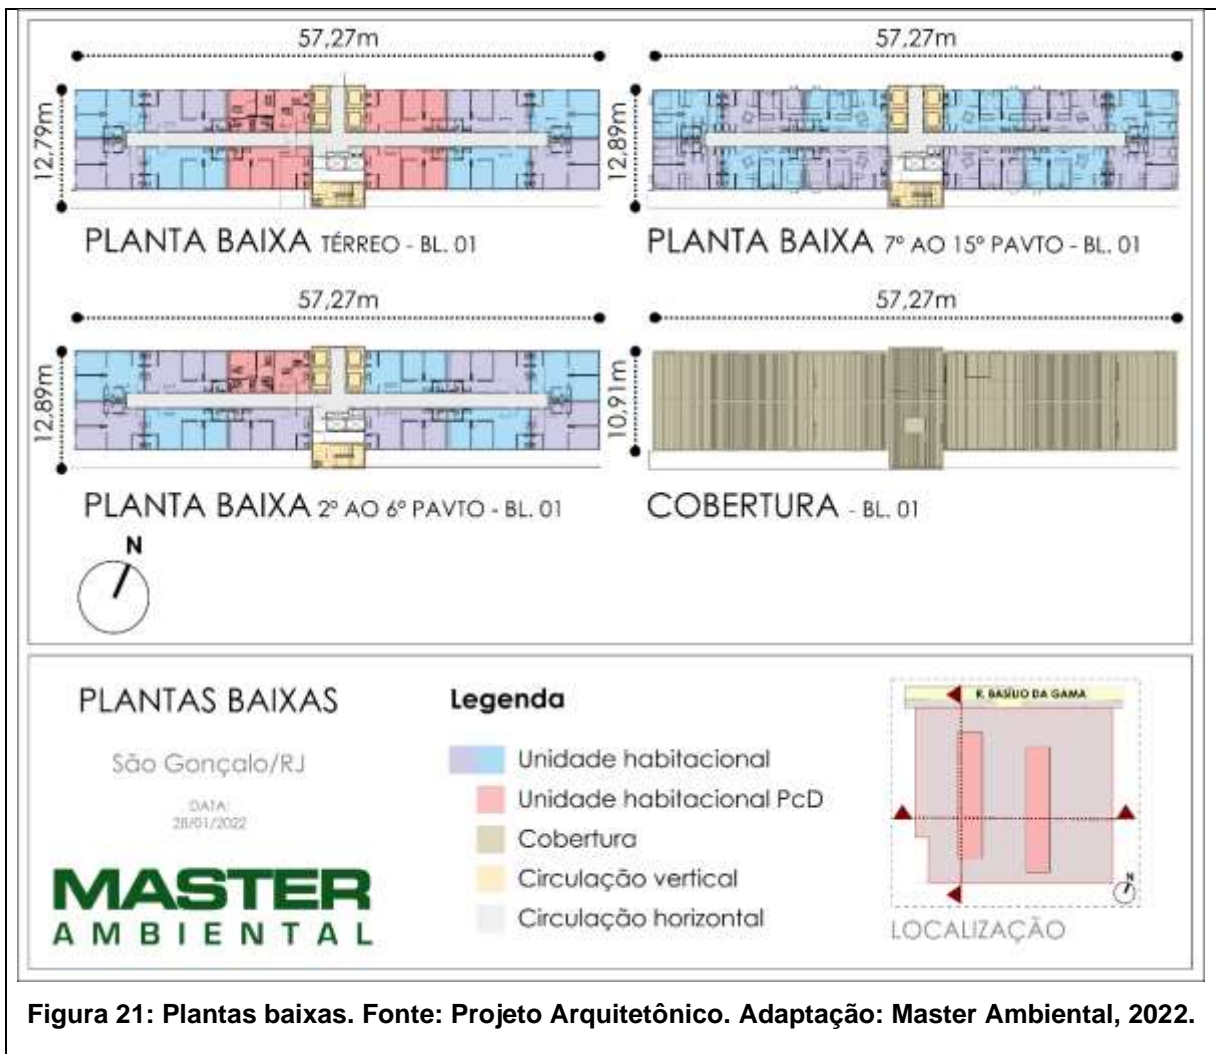 57,27m
57,27m
12,79m
12,89m
PLANTA BAIXA TÉRREO - BL. 01
PLANTA BAIXA 7º AO 15º PAVTO - BL. 01
57,27m
57,27m
12,89m
10,91m
PLANTA BAIXA 2º AO 6º PAVTO - BL. 01
COBERTURA - BL. 01
N
PLANTAS BAIXAS
São Gonçalo/RJ
DATA:
28/01/2022
MASTER
AMBIENTAL
Legenda
Unidade habitacional
Unidade habitacional PcD
Cobertura
Circulação vertical
Circulação horizontal
R. BASÍLIO DA GAMA
N
LOCALIZAÇÃO
Figura 21: Plantas baixas. Fonte: Projeto Arquitetônico. Adaptação: Master Ambiental, 2022.